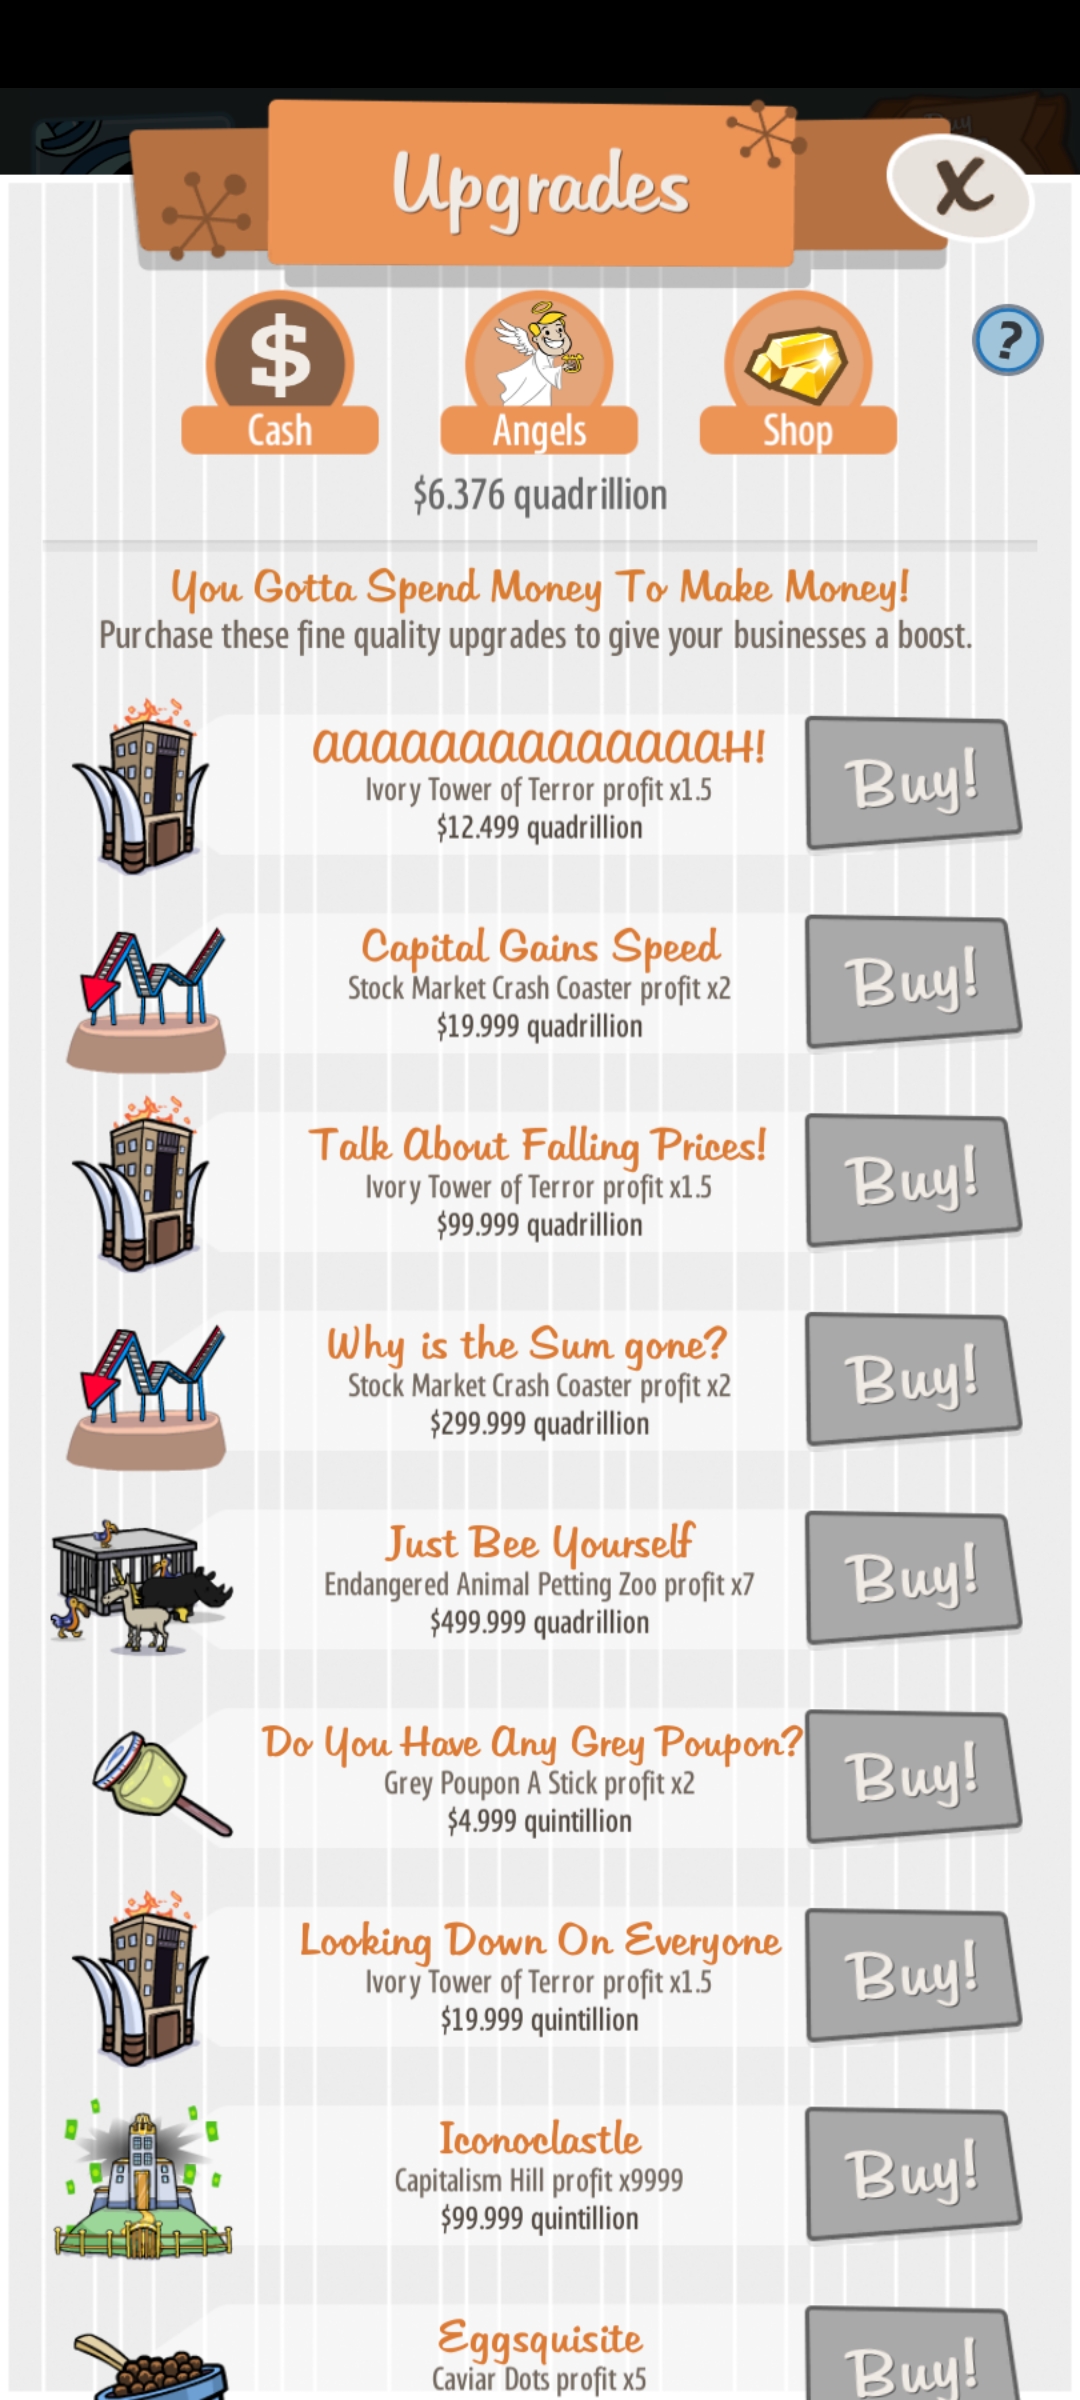 Upgrades
X
$
Cash
Angels
Shop
?
$6.376 quadrillion
You Gotta Spend Money To Make Money!
Purchase these fine quality upgrades to give your businesses a boost.
aaaaaaaaaaaaaaH!
Ivory Tower of Terror profit x1.5
$12.499 quadrillion
Buy!
Capital Gains Speed
Stock Market Crash Coaster profit x2
$19.999 quadrillion
Buy!
Talk About Falling Prices!
Ivory Tower of Terror profit x1.5
$99.999 quadrillion
Buy!
Why is the Sum gone?
Stock Market Crash Coaster profit x2
$299.999 quadrillion
Buy!
Just Bee Yourself
Endangered Animal Petting Zoo profit x7
$499.999 quadrillion
Buy!
Do You Have Any Grey Poupon?
Grey Poupon A Stick profit x2
$4.999 quintillion
Buy!
Looking Down On Everyone
Ivory Tower of Terror profit x1.5
$19.999 quintillion
Buy!
Iconoclastle
Capitalism Hill profit x9999
$99.999 quintillion
Buy!
Eggsquisite
Caviar Dots profit x5
Buy!